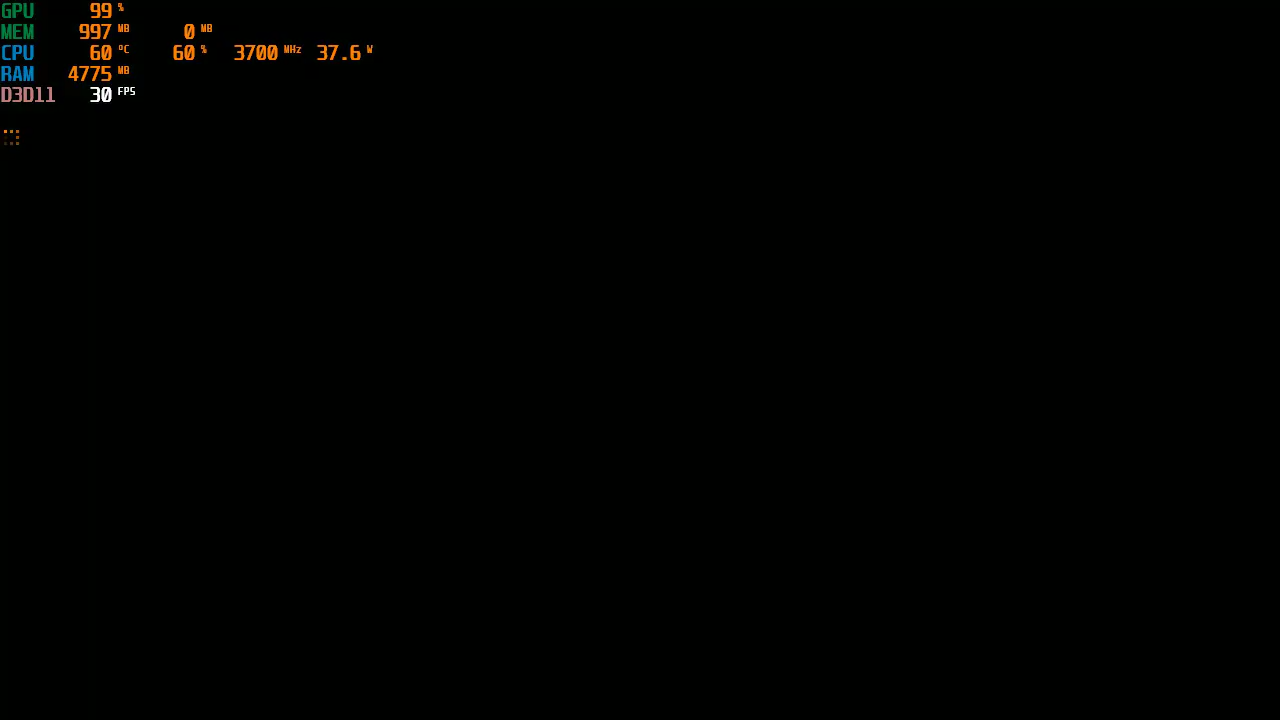 GPU 99 %
MEM 997 MB 0 MB
CPU 60 °C 60 % 3700 MHz 37.6 W
RAM 4775 MB
D3D11 30 FPS